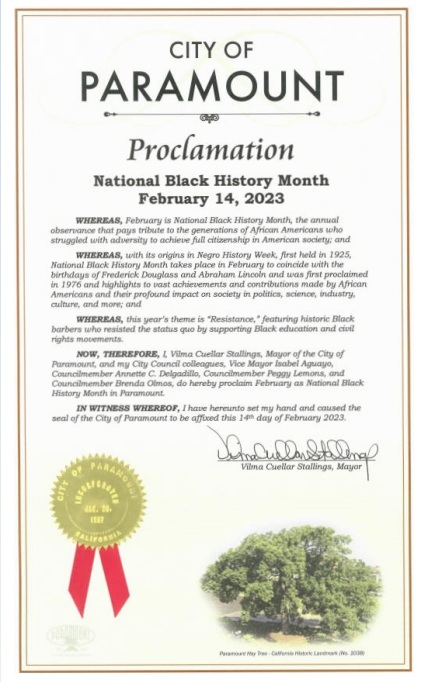 CITY OF
PARAMOUNT
Proclamation
National Black History Month
February 14, 2023
WHEREAS, February is National Black History Month, the annual
observance that pays tribute to the generations of African Americans who
struggled with adversity to achieve full citizenship in American society; and
WHEREAS, with its origins in Negro History Week, first held in 1925,
National Black History Month takes place in February to coincide with the
birthdays of Frederick Douglass and Abraham Lincoln and was first proclaimed
in 1976 and highlights to vast achievements and contributions made by African
Americans and their profound impact on society in politics, science, industry,
culture, and more; and
WHEREAS, this year's theme is "Resistance," featuring historic Black
barbers who resisted the status quo by supporting Black education and civil
rights movements.
NOW, THEREFORE, I, Vilma Cuellar Stallings, Mayor of the City of
Paramount, and my City Council colleagues, Vice Mayor Isabel Aguayo,
Councilmember Annette C. Delgadillo, Councilmember Peggy Lemons, and
Councilmember Brenda Olmos, do hereby proclaim February as National Black
History Month in Paramount.
IN WITNESS WHEREOF, I have hereunto set my hand and caused the
seal of the City of Paramount to be affixed this 14th day of February 2023.
Vilma Cuellar Stallings
Vilma Cuellar Stallings, Mayor
CITY OF PARAMOUNT
INCORPORATED
1957
CALIFORNIA
PARAMOUNT
Paramount Hay Tree - California Historic Landmark (No. 1038)